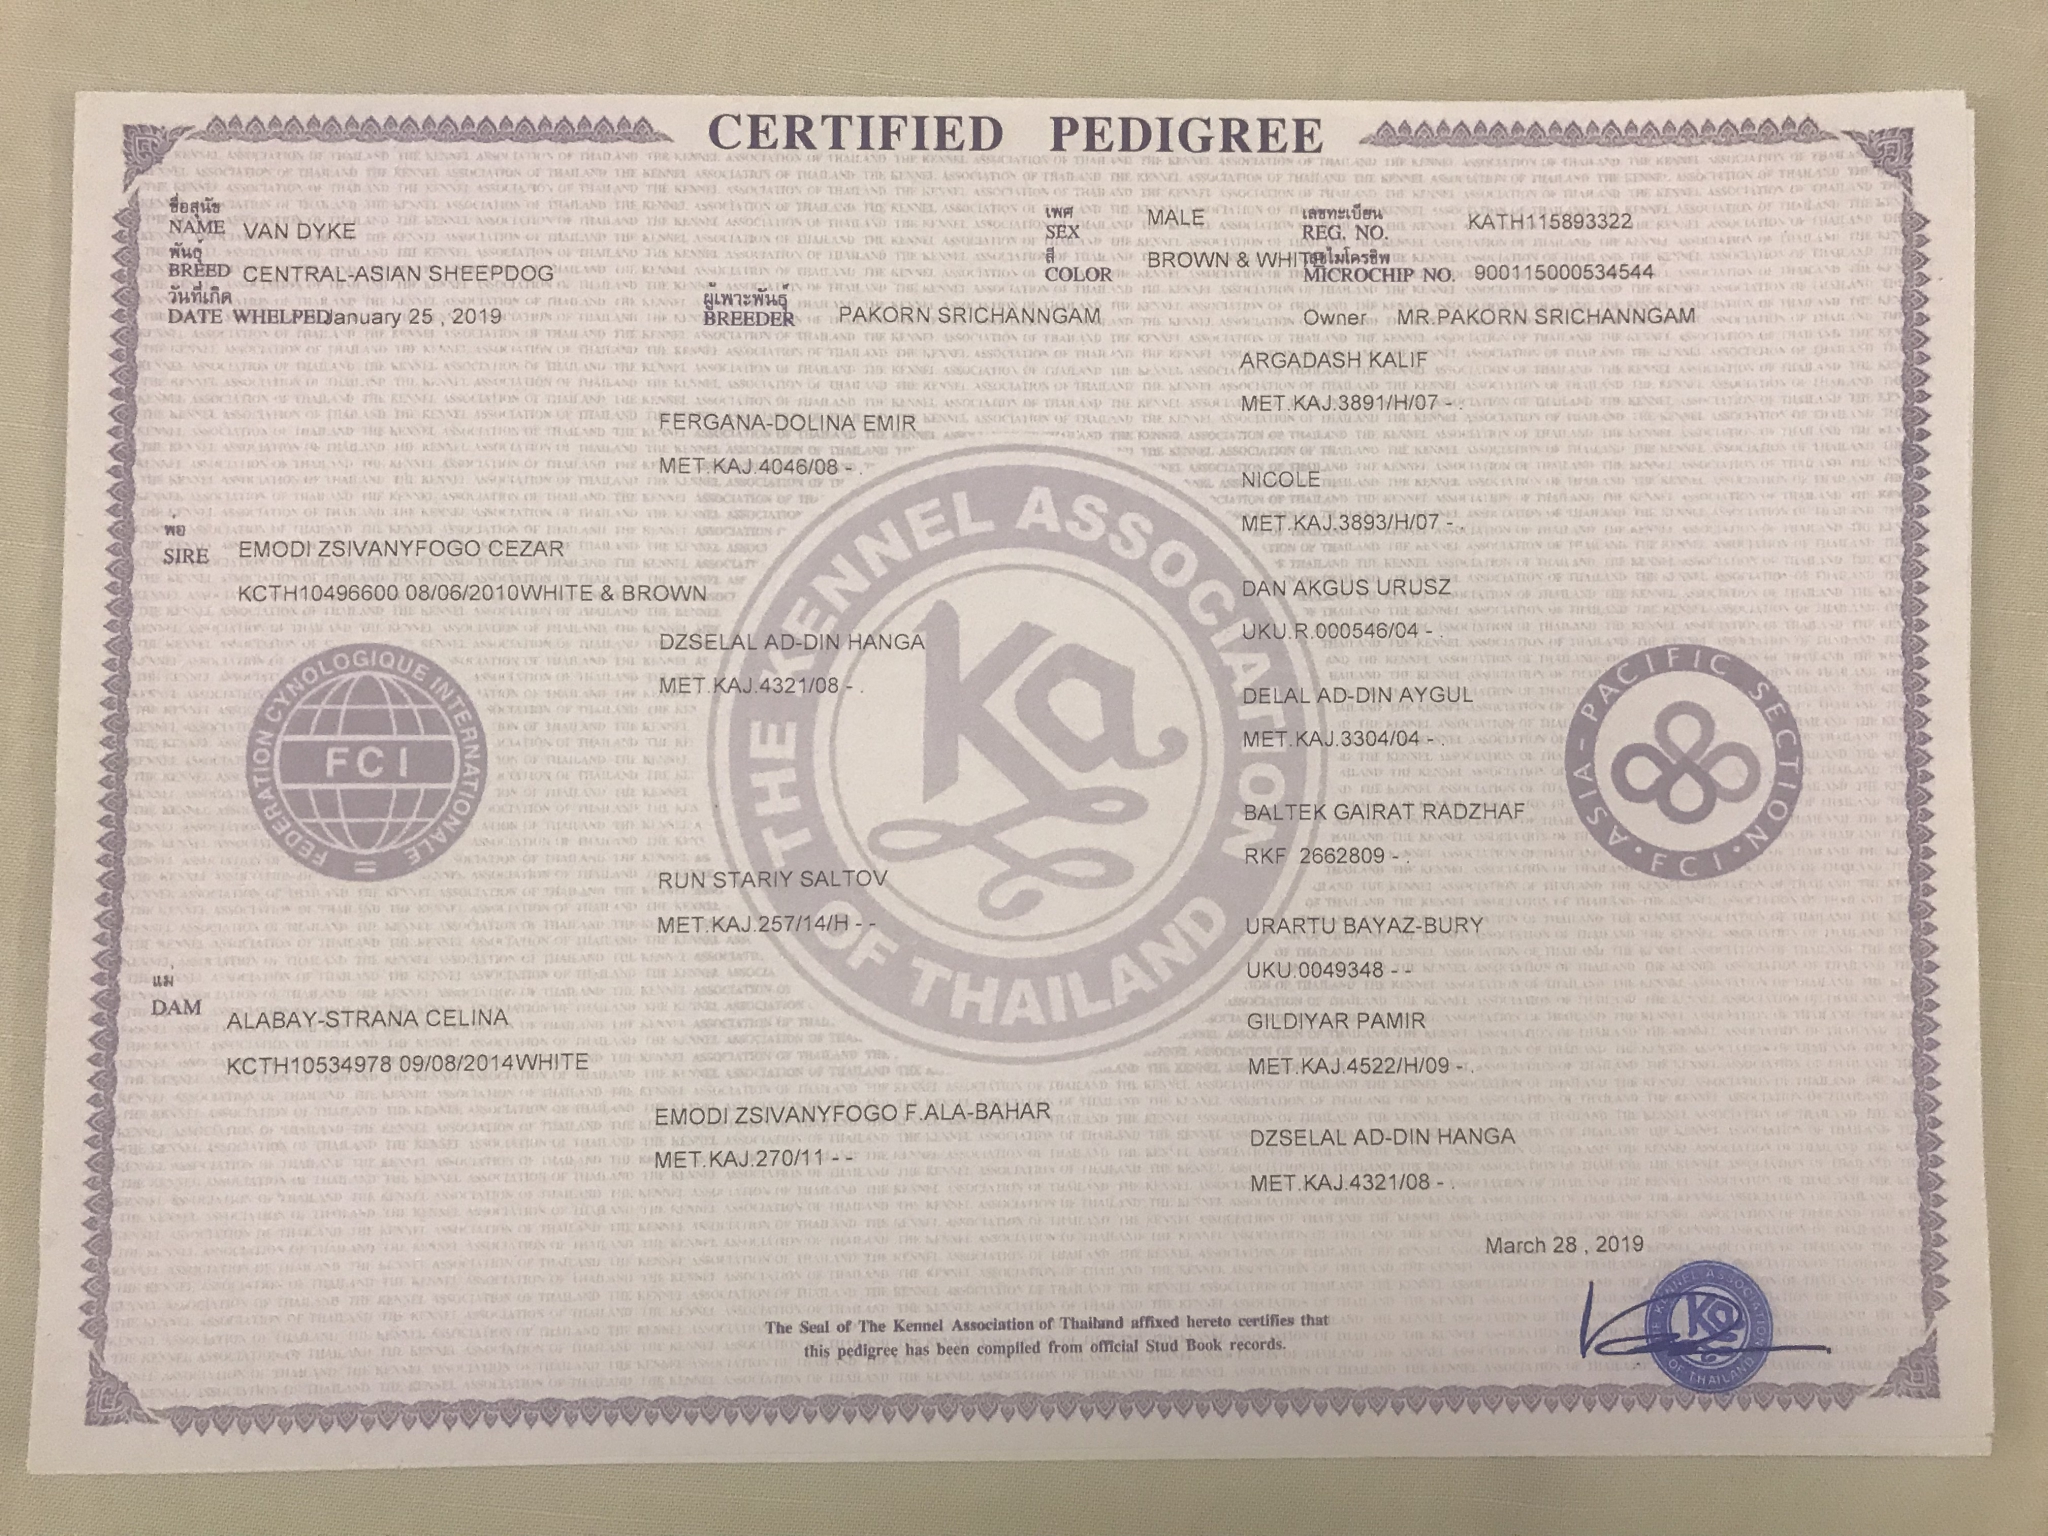 CERTIFIED PEDIGREE
ชื่อสุนัข
NAME VAN DYKE
เพศ
SEX MALE
เลขทะเบียน
REG. NO. KATH115893322
พันธุ์
BREED CENTRAL-ASIAN SHEEPDOG
สี
COLOR BROWN & WHITE
MICROCHIP NO. 900115000534544
วันที่เกิด
DATE WHELPED January 25 , 2019
ผู้เพาะพันธุ์
BREEDER PAKORN SRICHANNGAM
Owner MR.PAKORN SRICHANNGAM
พ่อ
SIRE EMODI ZSIVANYFOGO CEZAR
KCTH10496600 08/06/2010WHITE & BROWN
FERGANA-DOLINA EMIR
MET.KAJ.4046/08 - .
DZSELAL AD-DIN HANGA
MET.KAJ.4321/08 - .
ARGADASH KALIF
MET.KAJ.3891/H/07 - .
NICOLE
MET.KAJ.3893/H/07 - .
DAN AKGUS URUSZ
UKU.R.000546/04 - .
DELAL AD-DIN AYGUL
MET.KAJ.3304/04 - .
FEDERATION CYNOLOGIQUE INTERNATIONALE
FCI
THE KENNEL ASSOCIATION OF THAILAND
Ka
ASIA-PACIFIC SECTION • FCI •
แม่
DAM
ALABAY-STRANA CELINA
KCTH10534978 09/08/2014WHITE
RUN STARIY SALTOV
MET.KAJ.257/14/H - -
EMODI ZSIVANYFOGO F.ALA-BAHAR
MET.KAJ.270/11 - -
BALTEK GAIRAT RADZHAF
RKF 2662809 - .
URARTU BAYAZ-BURY
UKU.0049348 - -
GILDIYAR PAMIR
MET.KAJ.4522/H/09 - .
DZSELAL AD-DIN HANGA
MET.KAJ.4321/08 - .
March 28 , 2019
THE KENNEL ASSOCIATION OF THAILAND
Ka
The Seal of The Kennel Association of Thailand affixed hereto certifies that
this pedigree has been compiled from official Stud Book records.